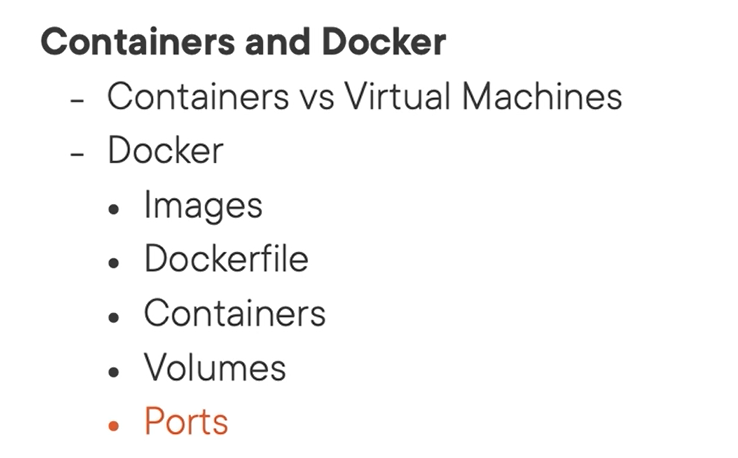 Containers and Docker
- Containers vs Virtual Machines
- Docker
• Images
• Dockerfile
• Containers
• Volumes
• Ports